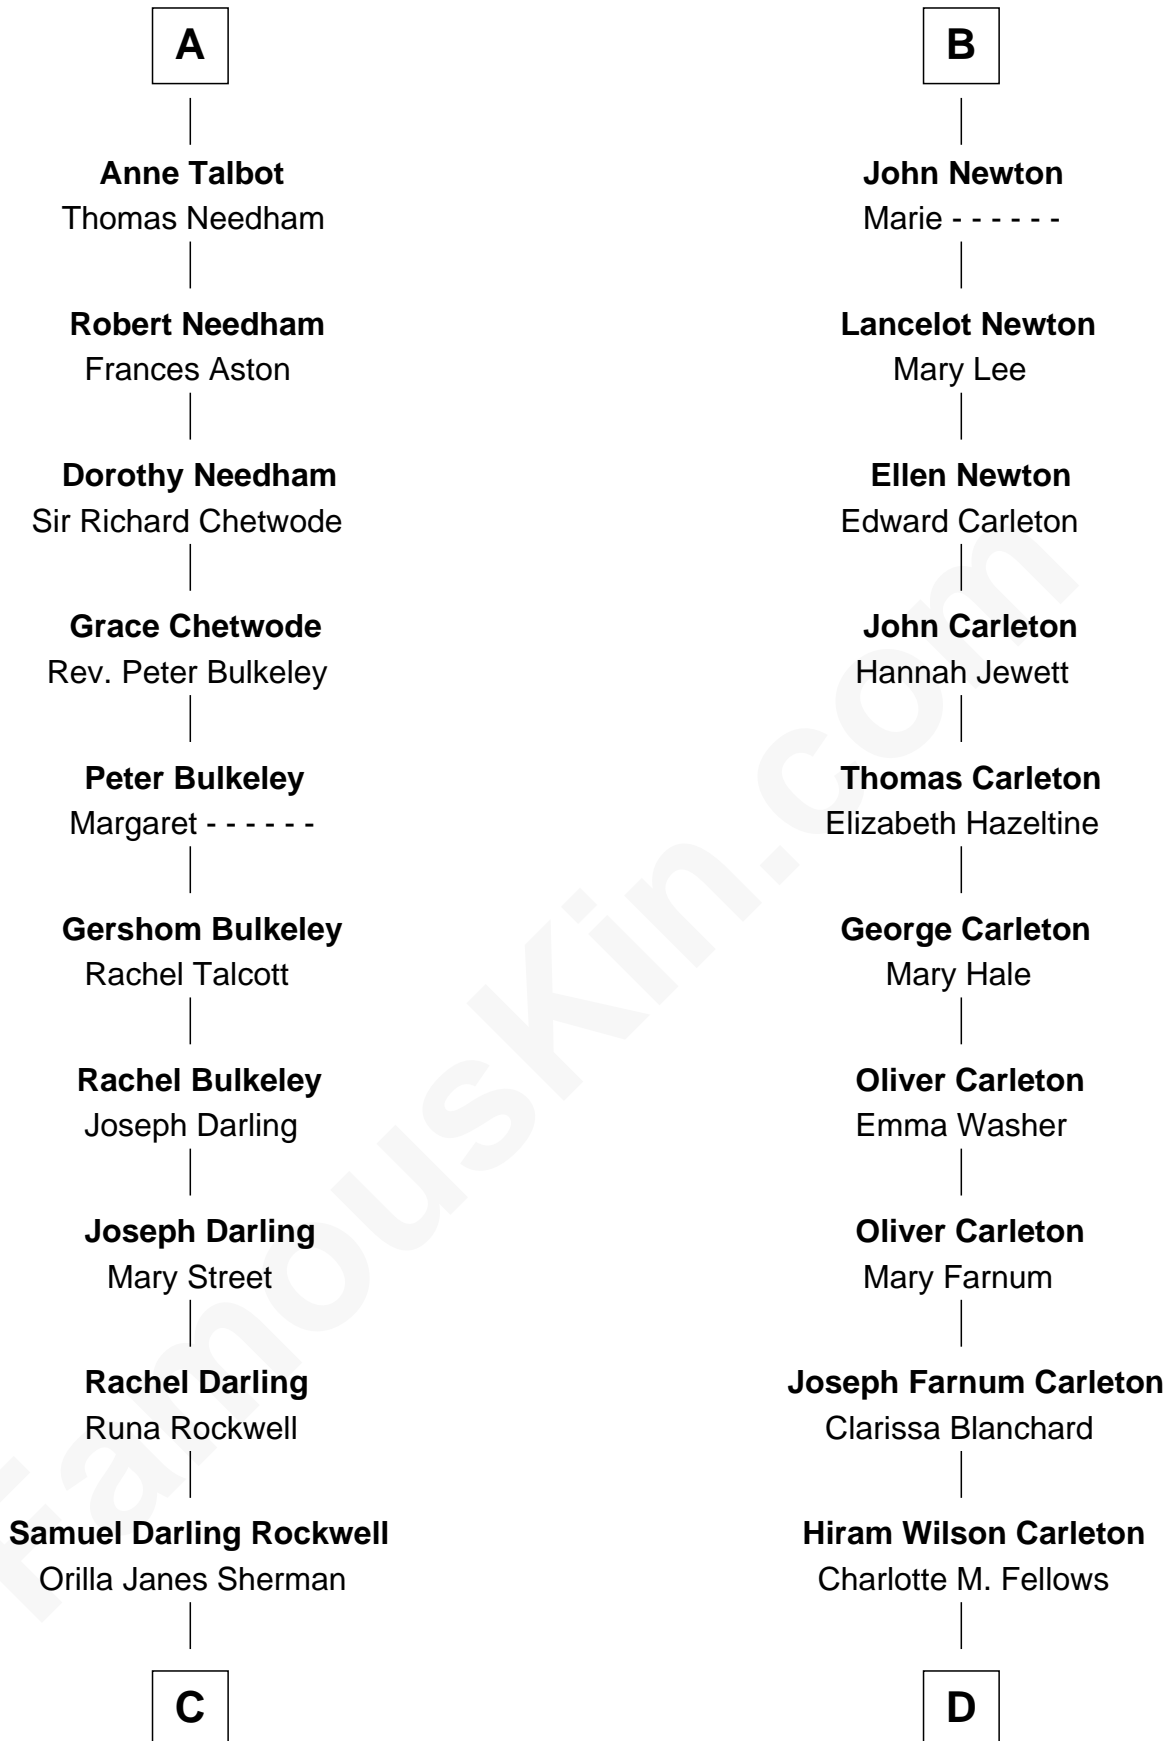 A
Anne Talbot
Thomas Needham
Robert Needham
Frances Aston
Dorothy Needham
Sir Richard Chetwode
Grace Chetwode
Rev. Peter Bulkeley
Peter Bulkeley
Margaret - - - - - -
Gershom Bulkeley
Rachel Talcott
Rachel Bulkeley
Joseph Darling
Joseph Darling
Mary Street
Rachel Darling
Runa Rockwell
Samuel Darling Rockwell
Orilla Janes Sherman
C
B
John Newton
Marie - - - - - -
Lancelot Newton
Mary Lee
Ellen Newton
Edward Carleton
John Carleton
Hannah Jewett
Thomas Carleton
Elizabeth Hazeltine
George Carleton
Mary Hale
Oliver Carleton
Emma Washer
Oliver Carleton
Mary Farnum
Joseph Farnum Carleton
Clarissa Blanchard
Hiram Wilson Carleton
Charlotte M. Fellows
D
FamousKin.com